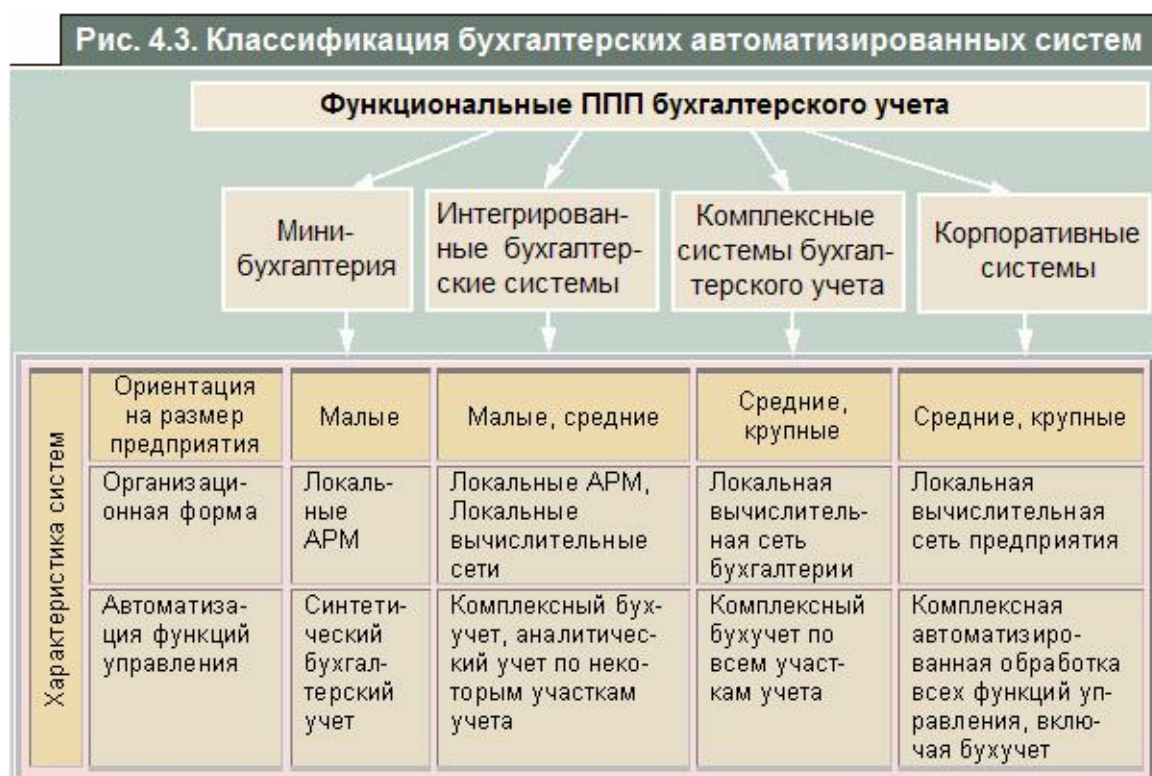 Рис. 4.3. Классификация бухгалтерских автоматизированных систем
Функциональные ППП бухгалтерского учета
Мини-
бухгалтерия
Интегрирован-
ные бухгалтер-
ские системы
Комплексные
системы бухгал-
терского учета
Корпоративные
системы
Характеристика систем
Ориентация
на размер
предприятия
Малые
Малые, средние
Средние,
крупные
Средние, крупные
Организаци-
онная форма
Локаль-
ные
АРМ
Локальные АРМ,
Локальные
вычислительные
сети
Локальная
вычислитель-
ная сеть
бухгалтерии
Локальная
вычислительная
сеть предприятия
Автоматиза-
ция функций
управления
Синтети-
ческий
бухгал-
терский
учет
Комплексный бух-
учет, аналитичес-
кий учет по неко-
торым участкам
учета
Комплексный
бухучет по
всем участ-
кам учета
Комплексная
автоматизиро-
ванная обработка
всех функций уп-
равления, вклю-
чая бухучет